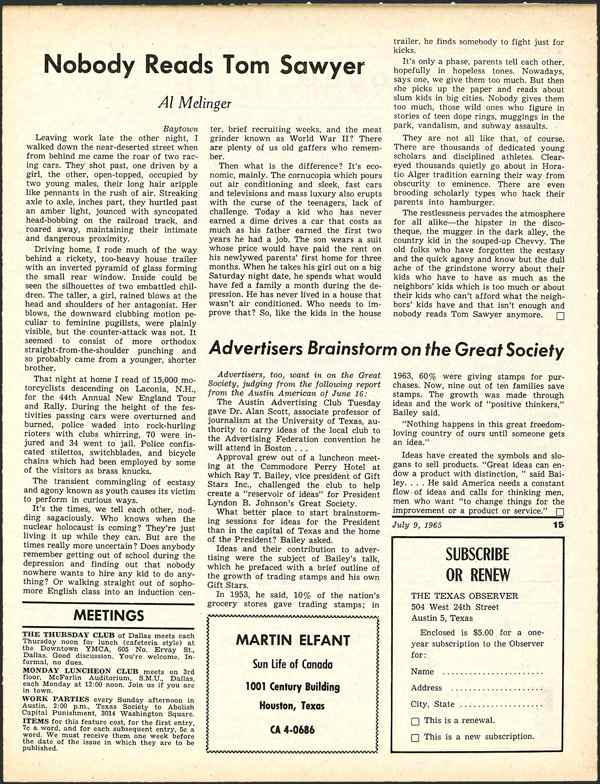 Nobody Reads Tom Sawyer
Al Melinger
Baytown
Leaving work late the other night, I
walked down the near-deserted street when
from behind me came the roar of two rac-
ing cars. They shot past, one driven by a
girl, the other, open-topped, occupied by
two young males, their long hair aripple
like pennants in the rush of air. Streaking
axle to axle, inches part, they hurtled past
an amber light, jounced with syncopated
head-bobbing on the railroad track, and
roared away, maintaining their intimate
and dangerous proximity.
Driving home, I rode much of the way
behind a rickety, too-heavy house trailer
with an inverted pyramid of glass forming
the small rear window. Inside could be
seen the silhouettes of two embattled chil-
dren. The taller, a girl, rained blows at the
head and shoulders of her antagonist. Her
blows, the downward clubbing motion pe-
culiar to feminine pugilists, were plainly
visible, but the counter-attack was not. It
seemed to consist of more orthodox
straight-from-the-shoulder punching and
so probably came from a younger, shorter
brother.
That night at home I read of 15,000 mo-
torcyclists descending on Laconia, N.H.,
for the 44th Annual New England Tour
and Rally. During the height of the fes-
tivities passing cars were overturned and
burned, police waded into rock-hurling
rioters with clubs whirring, 70 were in-
jured and 34 went to jail. Police confis-
cated stilettos, switchblades, and bicycle
chains which had been employed by some
of the visitors as brass knucks.
The transient commingling of ecstasy
and agony known as youth causes its victim
to perform in curious ways.
It's the times, we tell each other, nod-
ding sagaciously. Who knows when the
nuclear holocaust is coming? They're just
living it up while they can. But are the
times really more uncertain? Does anybody
remember getting out of school during the
depression and finding out that nobody
nowhere wants to hire any kid to do any-
thing? Or walking straight out of sopho-
more English class into an induction cen-
ter, brief recruiting weeks, and the meat
grinder known as World War II? There
are plenty of us old gaffers who remem-
ber.
Then what is the difference? It's eco-
nomic, mainly. The cornucopia which pours
out air conditioning and sleek, fast cars
and televisions and mass luxury also erupts
with the curse of the teenagers, lack of
challenge. Today a kid who has never
earned a dime drives a car that costs as
much as his father earned the first two
years he had a job. The son wears a suit
whose price would have paid the rent on
his newlywed parents' first home for three
months. When he takes his girl out on a big
Saturday night date, he spends what would
have fed a family a month during the de-
pression. He has never lived in a house that
wasn't air conditioned. Who needs to im-
prove that? So, like the kids in the house
trailer, he finds somebody to fight just for
kicks.
It's only a phase, parents tell each other,
hopefully in hopeless tones. Nowadays,
says one, we give them too much. But then
she picks up the paper and reads about
slum kids in big cities. Nobody gives them
too much, those wild ones who figure in
stories of teen dope rings, muggings in the
park, vandalism, and subway assaults.
They are not all like that, of course.
There are thousands of dedicated young
scholars and disciplined athletes. Clear-
eyed thousands quietly go about in Hora-
tio Alger tradition earning their way from
obscurity to eminence. There are even
brooding scholarly types who hack their
parents into hamburger.
The restlessness pervades the atmosphere
for all alike—the hipster in the disco-
theque, the mugger in the dark alley, the
country kid in the souped-up Chevvy. The
old folks who have forgotten the ecstasy
and the quick agony and know but the dull
ache of the grindstone worry about their
kids who have to have as much as the
neighbors' kids which is too much or about
their kids who can't afford what the neigh-
bors' kids have and that isn't enough and
nobody reads Tom Sawyer anymore. □
Advertisers Brainstorm on the Great Society
Advertisers, too, want in on the Great
Society, judging from the following report
from the Austin American of June 16:
The Austin Advertising Club Tuesday
gave Dr. Alan Scott, associate professor of
journalism at the University of Texas, au-
thority to carry ideas of the local club to
the Advertising Federation convention he
will attend in Boston . . .
Approval grew out of a luncheon meet-
ing at the Commodore Perry Hotel at
which Ray T. Bailey, vice president of Gift
Stars Inc., challenged the club to help
create a "reservoir of ideas" for President
Lyndon B. Johnson's Great Society.
What better place to start brainstorm-
ing sessions for ideas for the President
than in the capital of Texas and the home
of the President? Bailey asked.
Ideas and their contribution to adver-
tising were the subject of Bailey's talk,
which he prefaced with a brief outline of
the growth of trading stamps and his own
Gift Stars.
In 1953, he said, 10% of the nation's
grocery stores gave trading stamps; in
1963, 60% were giving stamps for pur-
chases. Now, nine out of ten families save
stamps. The growth was made through
ideas and the work of "positive thinkers,"
Bailey said.
"Nothing happens in this great freedom-
loving country of ours until someone gets
an idea."
Ideas have created the symbols and slo-
gans to sell products. "Great ideas can en-
dow a product with distinction, " said Bai-
ley. . . . He said America needs a constant
flow of ideas and calls for thinking men,
men who want "to change things for the
improvement or a product or service." □
July 9, 1965 15
MEETINGS
THE THURSDAY CLUB of Dallas meets each
Thursday noon for lunch (cafeteria style) at
the Downtown YMCA, 605 No. Ervay St.,
Dallas. Good discussion. You're welcome. In-
formal, no dues.
MONDAY LUNCHEON CLUB meets on 3rd
floor, McFarlin Auditorium, S.M.U., Dallas,
each Monday at 12:00 noon. Join us if you are
in town.
WORK PARTIES every Sunday afternoon in
Austin. 2:00 p.m., Texas Society to Abolish
Capital Punishment, 3014 Washington Square.
ITEMS for this feature cost, for the first entry,
7c a word, and for each subsequent entry, 5c a
word. We must receive them one week before
the date of the issue in which they are to be
published.
MARTIN ELFANT
Sun Life of Canada
1001 Century Building
Houston, Texas
CA 4-0686
SUBSCRIBE
OR RENEW
THE TEXAS OBSERVER
504 West 24th Street
Austin 5, Texas
Enclosed is $5.00 for a one-
year subscription to the Observer
for:
Name ......................
Address ....................
City, State ..................
□ This is a renewal.
□ This is a new subscription.